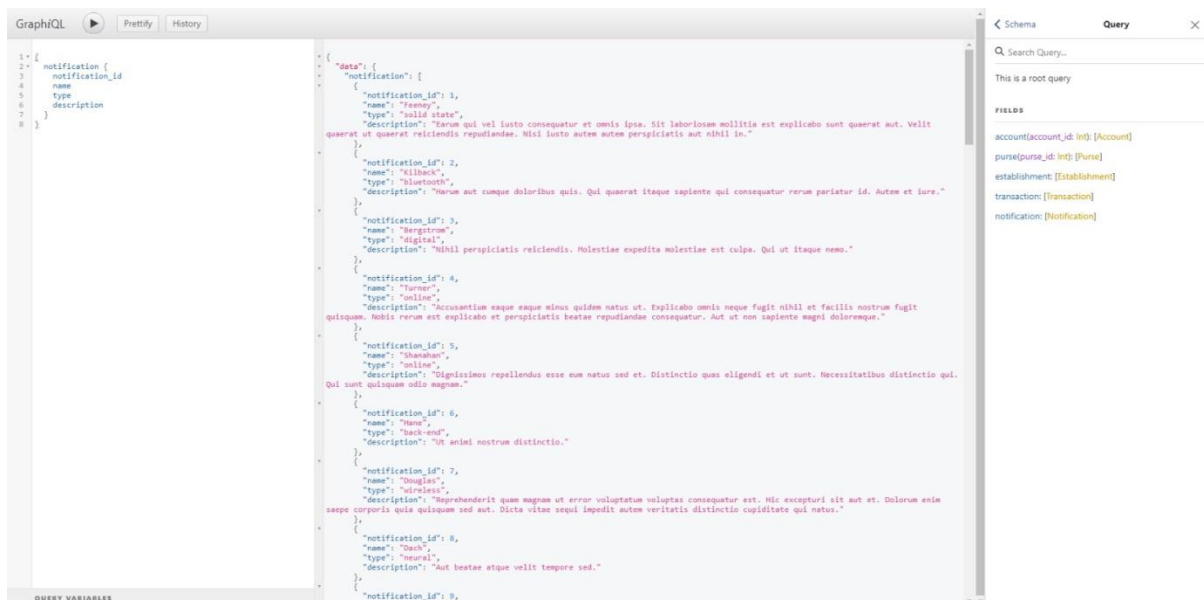 GraphiQL Prettify History
1 {
2 notification {
3 notification_id
4 name
5 type
6 description
7 }
8 }
QUERY VARIABLES
{
"data": {
"notification": [
{
"notification_id": 1,
"name": "Feeney",
"type": "solid state",
"description": "Earum qui vel iusto consequatur et omnis ipsa. Sit laboriosam mollitia est explicabo sunt quaerat aut. Velit
quaerat ut quaerat reiciendis repudiandae. Nisi iusto autem autem perspiciatis aut nihil in."
},
{
"notification_id": 2,
"name": "Kilback",
"type": "bluetooth",
"description": "Harum aut cumque doloribus quis. Qui quaerat itaque sapiente qui consequatur rerum pariatur id. Autem et iure."
},
{
"notification_id": 3,
"name": "Bergstrom",
"type": "digital",
"description": "Nihil perspiciatis reiciendis. Molestiae expedita molestiae est culpa. Qui ut itaque nemo."
},
{
"notification_id": 4,
"name": "Turner",
"type": "online",
"description": "Accusantium eaque eaque minus quidem natus ut. Explicabo omnis neque fugit nihil et facilis nostrum fugit
quisquam. Nobis rerum est explicabo et perspiciatis beatae repudiandae consequatur. Aut ut non sapiente magni doloremque."
},
{
"notification_id": 5,
"name": "Shanahan",
"type": "online",
"description": "Dignissimos repellendus esse eum natus sed et. Distinctio quas eligendi et ut sunt. Necessitatibus distinctio qui.
Qui sunt quisquam odio magnam."
},
{
"notification_id": 6,
"name": "Hane",
"type": "back-end",
"description": "Ut animi nostrum distinctio."
},
{
"notification_id": 7,
"name": "Douglas",
"type": "wireless",
"description": "Reprehenderit quam magnam ut error voluptatum voluptas consequatur est. Hic excepturi sit aut et. Dolorum enim
saepe corporis quia quisquam sed aut. Dicta vitae sequi impedit autem veritatis distinctio cupiditate qui natus."
},
{
"notification_id": 8,
"name": "Dach",
"type": "neural",
"description": "Aut beatae atque velit tempore sed."
},
{
"notification_id": 9,
Schema Query
Search Query...
This is a root query
FIELDS
account(account_id: Int): [Account]
purse(purse_id: Int): [Purse]
establishment: [Establishment]
transaction: [Transaction]
notification: [Notification]